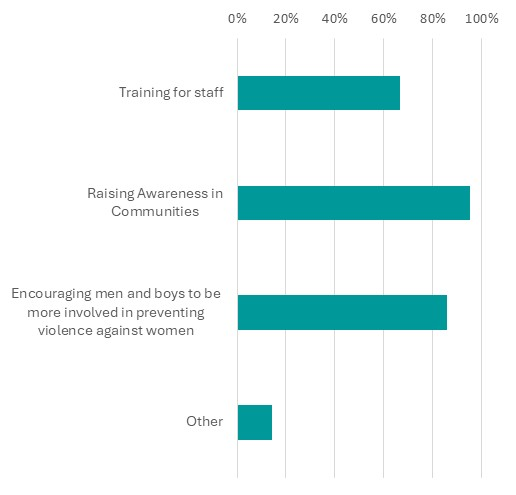 0% 20% 40% 60% 80% 100%
Training for staff
Raising Awareness in
Communities
Encouraging men and boys to be
more involved in preventing
violence against women
Other